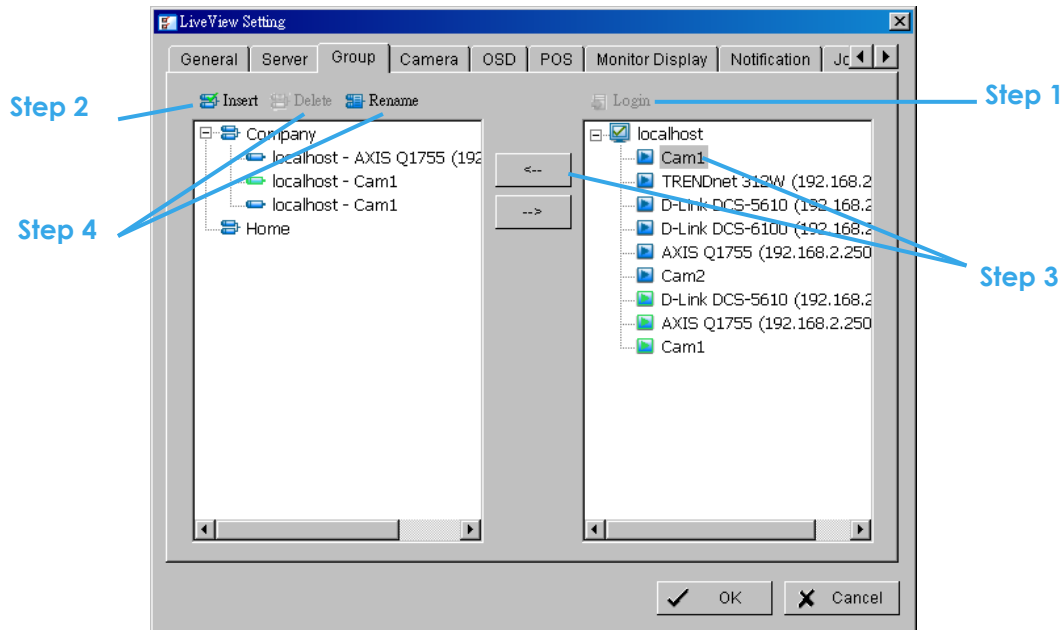 LiveView Setting
General Server Group Camera OSD POS Monitor Display Notification
Step 2
Insert Delete Rename
Login
Step 1
Company
localhost - AXIS Q1755 (192
localhost - Cam1
localhost - Cam1
Home
Step 4
<--
-->
localhost
Cam1
TRENDnet 312W (192.168.2
D-Link DCS-5610 (192.168.2
D-Link DCS-6100 (192.168.2
AXIS Q1755 (192.168.2.250
Cam2
D-Link DCS-5610 (192.168.2
AXIS Q1755 (192.168.2.250
Cam1
Step 3
OK Cancel